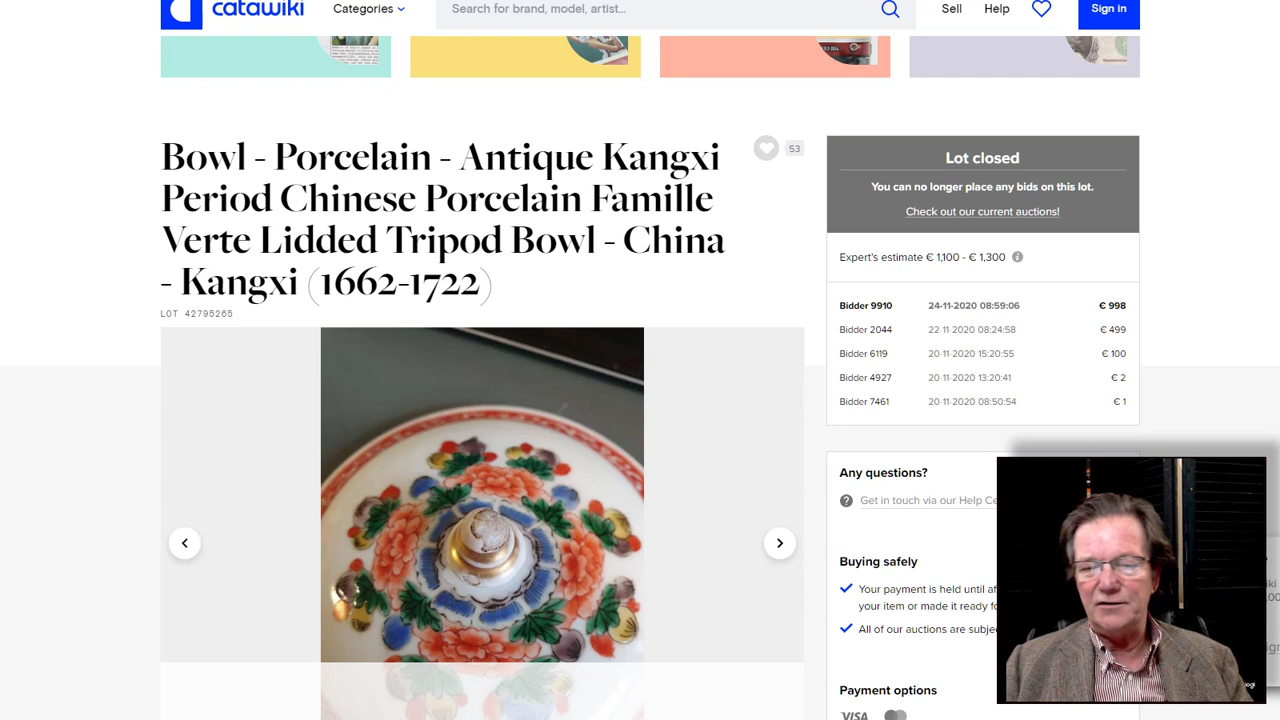 catawiki
Categories
Search for brand, model, artist...
Sell
Help
Sign in
Bowl - Porcelain - Antique Kangxi
Period Chinese Porcelain Famille
Verte Lidded Tripod Bowl - China
- Kangxi (1662-1722)
53
LOT 42795265
Lot closed
You can no longer place any bids on this lot.
Check out our current auctions!
Expert's estimate € 1,100 - € 1,300
Bidder 9910 24-11-2020 08:59:06 € 998
Bidder 2044 22-11-2020 08:24:58 € 499
Bidder 6119 20-11-2020 15:20:55 € 100
Bidder 4927 20-11-2020 13:20:41 € 2
Bidder 7461 20-11-2020 08:50:54 € 1
Any questions?
Get in touch via our Help Ce
Buying safely
Your payment is held until af
your item or made it ready fo
All of our auctions are subjec
Payment options
VISA